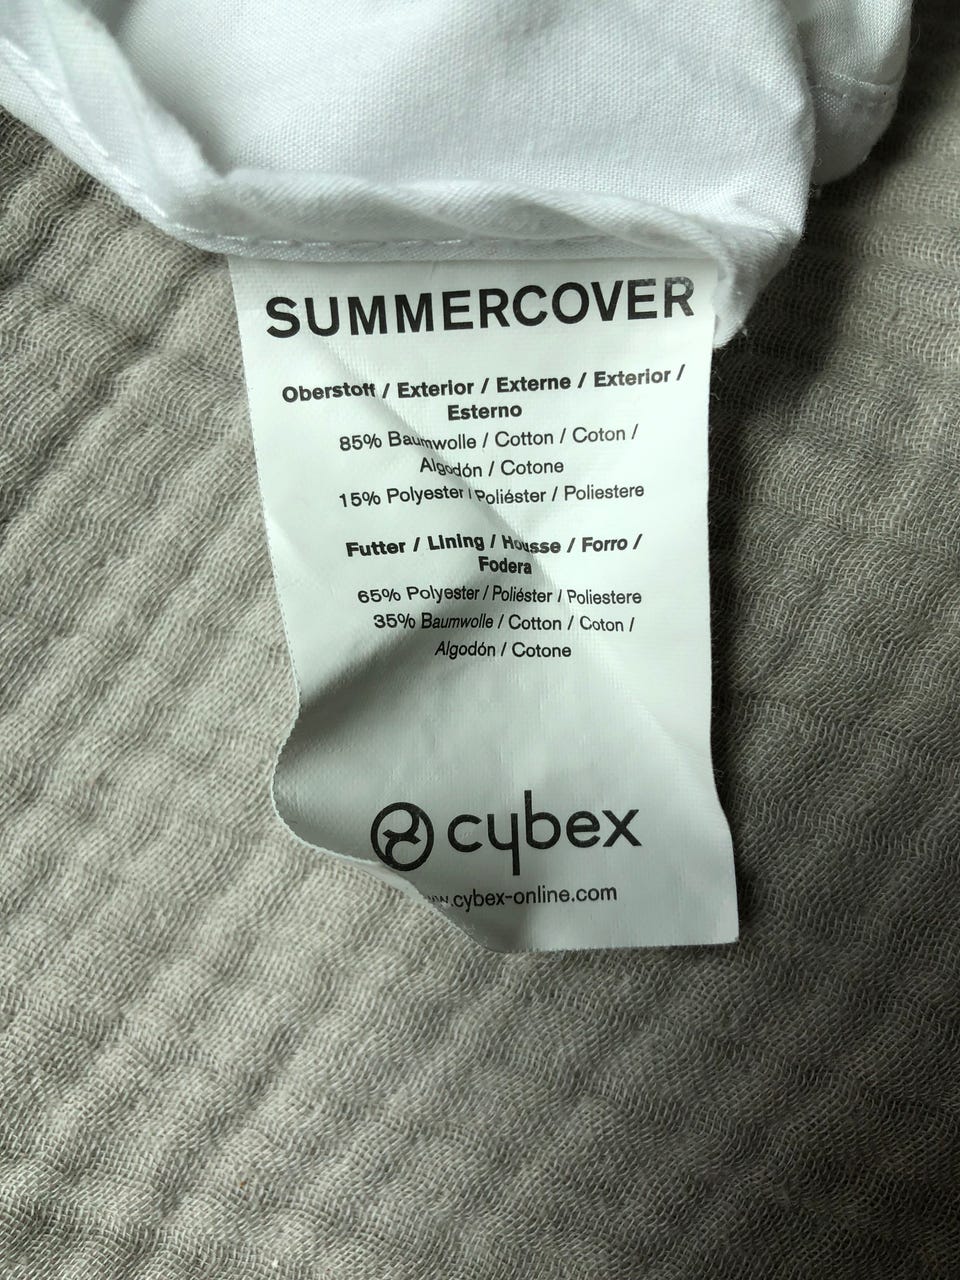 SUMMERCOVER
Oberstoff / Exterior / Externe / Exterior /
Esterno
85% Baumwolle / Cotton / Coton /
Algodón / Cotone
15% Polyester / Poliéster / Poliestere
Futter / Lining / Housse / Forro /
Fodera
65% Polyester / Poliéster / Poliestere
35% Baumwolle / Cotton / Coton /
Algodón / Cotone
cybex
www.cybex-online.com